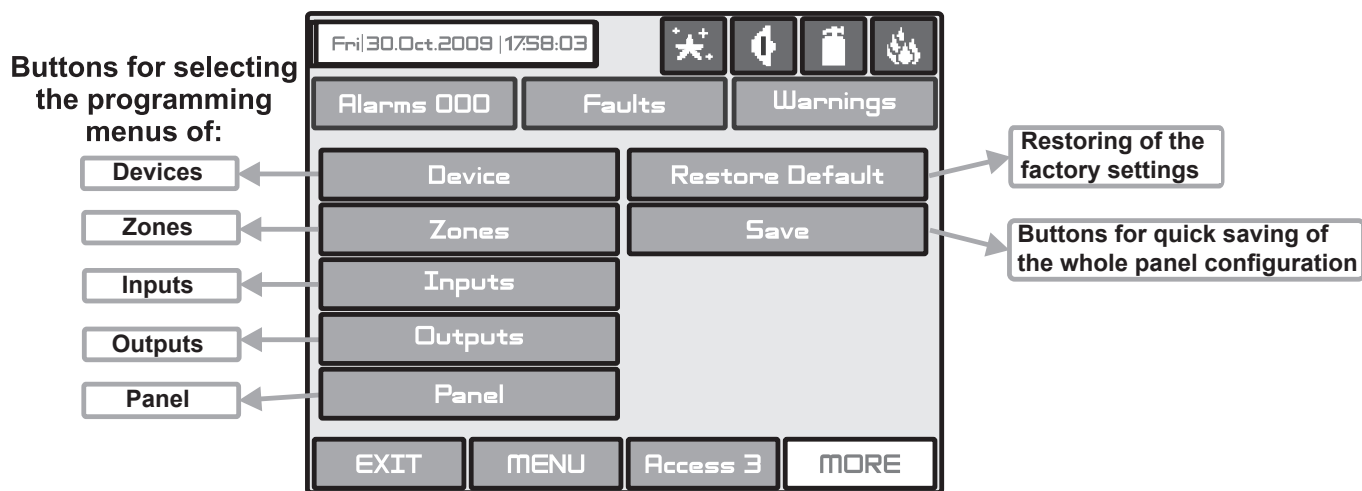 Fri|30.Oct.2009 |17:58:03
Alarms 000
Faults
Warnings
Buttons for selecting
the programming
menus of:
Devices
Zones
Inputs
Outputs
Panel
Device
Zones
Inputs
Outputs
Panel
Restore Default
Save
Restoring of the
factory settings
Buttons for quick saving of
the whole panel configuration
EXIT
MENU
Access 3
MORE